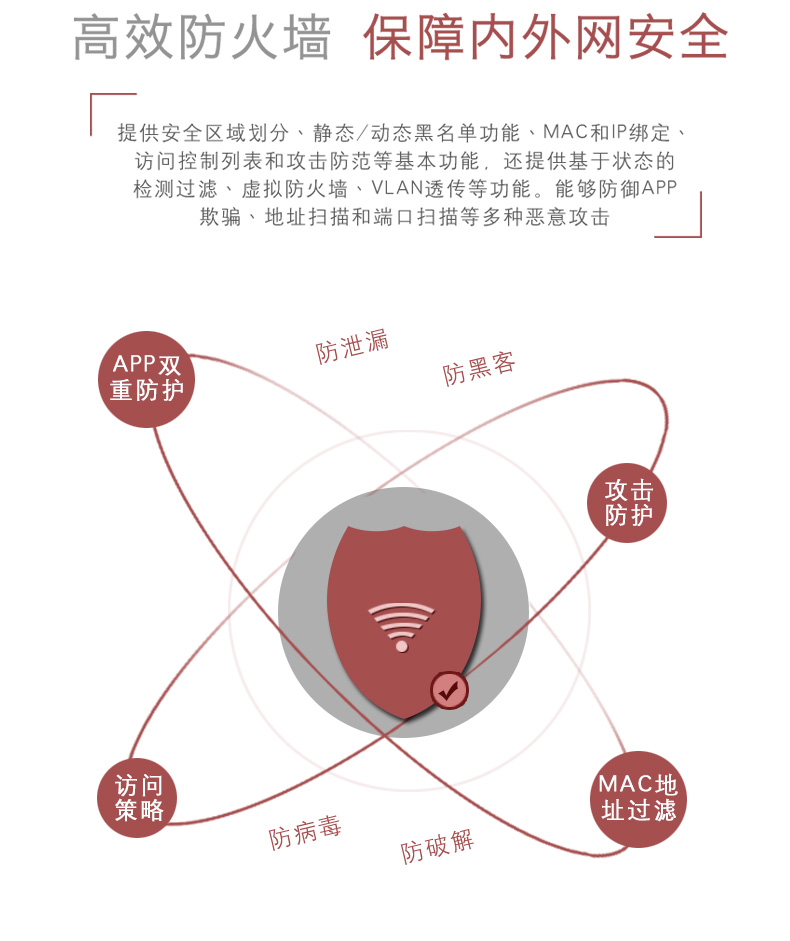 高效防火墙 保障内外网安全
提供安全区域划分、静态/动态黑名单功能、MAC和IP绑定、
访问控制列表和攻击防范等基本功能，还提供基于状态的
检测过滤、虚拟防火墙、VLAN透传等功能。能够防御APP
欺骗、地址扫描和端口扫描等多种恶意攻击
防泄漏
防黑客
APP双
重防护
攻击
防护
访问
策略
MAC地
址过滤
防病毒
防破解